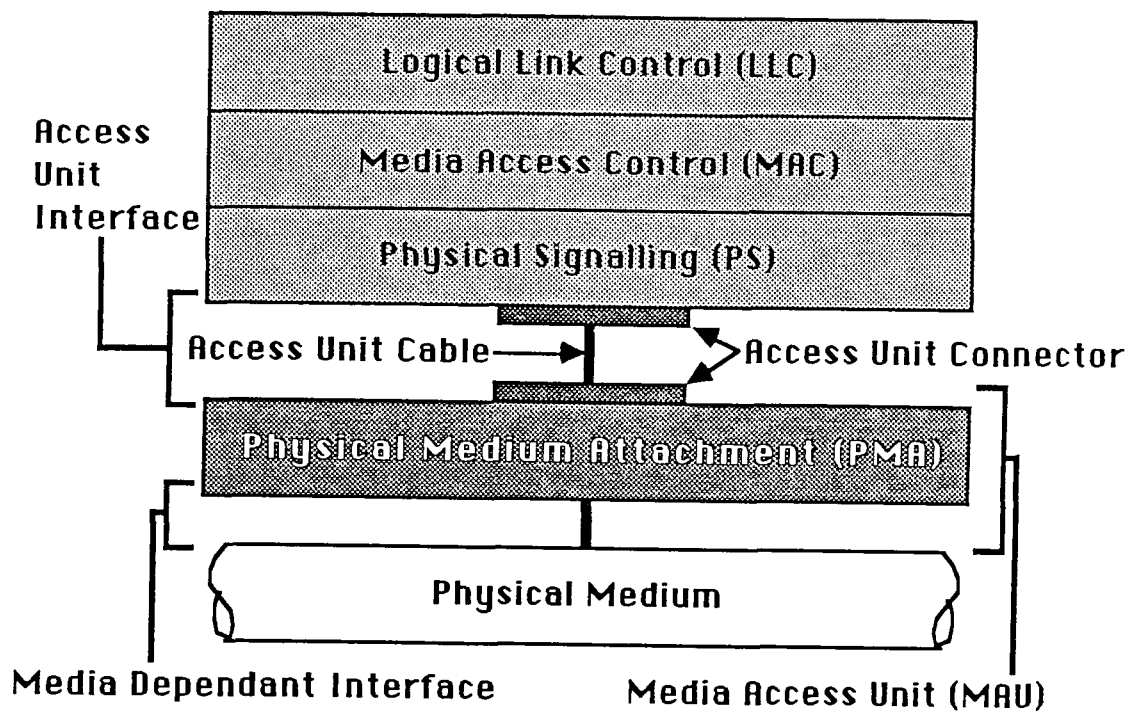 Logical Link Control (LLC)
Access
Unit
Interface
Media Access Control (MAC)
Physical Signalling (PS)
Access Unit Cable
Access Unit Connector
Physical Medium Attachment (PMA)
Physical Medium
Media Dependant Interface
Media Access Unit (MAU)